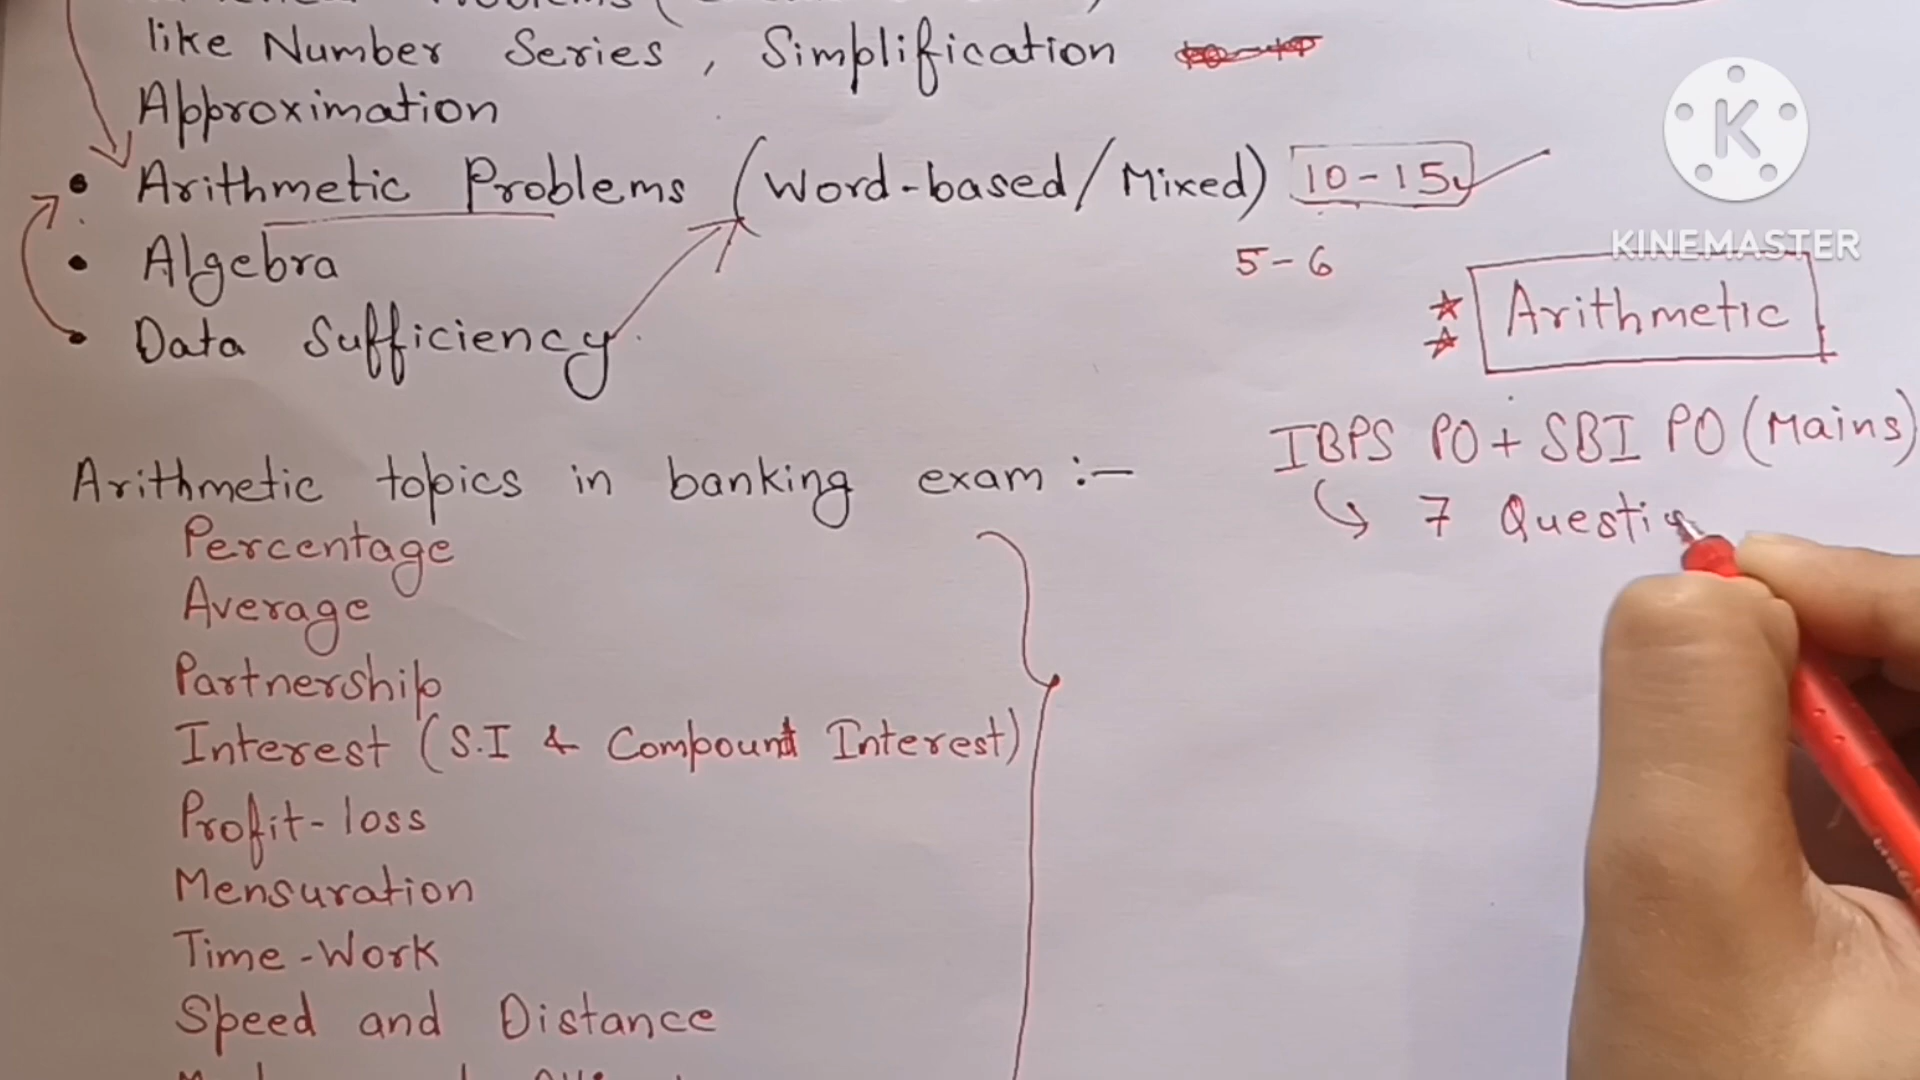 like Number Series, Simplification
Approximation
• Arithmetic Problems (Word-based/Mixed) 10-15
• Algebra
5-6
• Data Sufficiency
KINEMASTER
Arithmetic
IBPS PO + SBI PO (Mains)
7 Questi
Arithmetic topics in banking exam :-
Percentage
Average
Partnership
Interest (S.I & Compount Interest)
Profit-loss
Mensuration
Time-Work
Speed and Distance